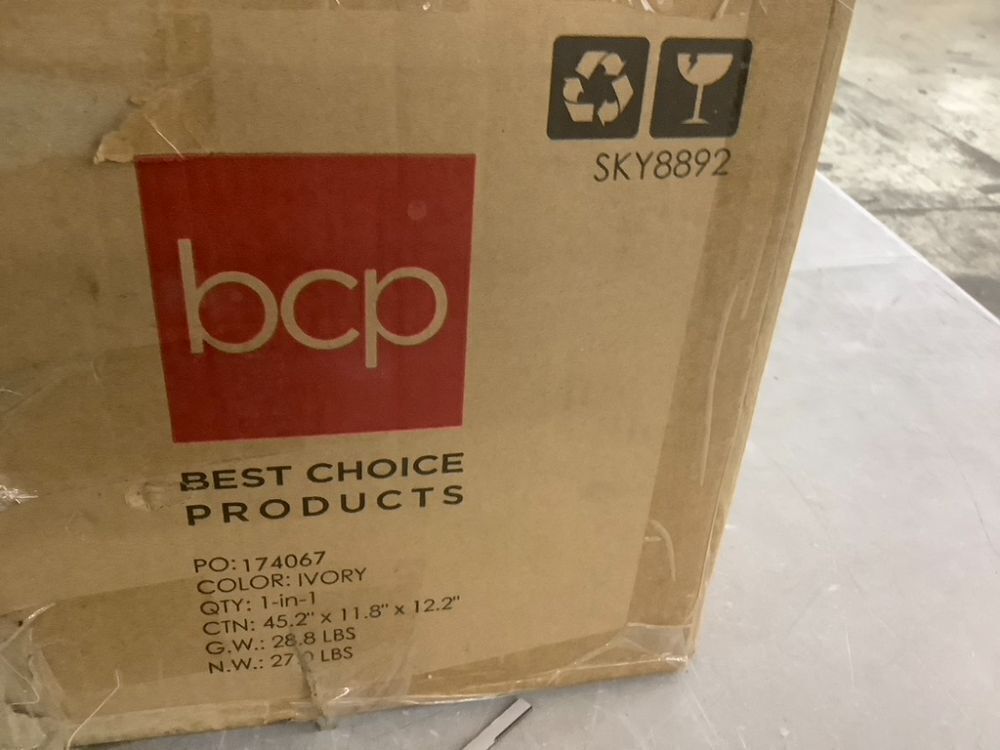 SKY8892
bcp
BEST CHOICE
PRODUCTS
PO: 174067
COLOR: IVORY
QTY: 1-in-1
CTN: 45.2" x 11.8" x 12.2"
G.W.: 28.8 LBS
N.W.: LBS